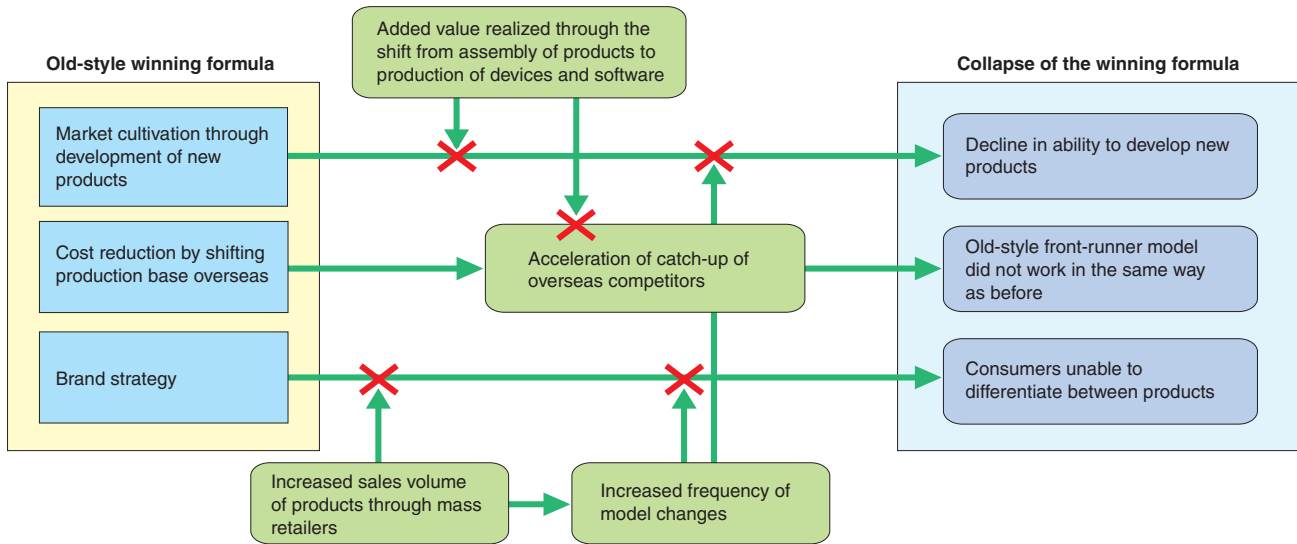 Added value realized through the
shift from assembly of products to
production of devices and software
Old-style winning formula
Collapse of the winning formula
Market cultivation through
development of new
products
Decline in ability to develop new
products
Cost reduction by shifting
production base overseas
Acceleration of catch-up of
overseas competitors
Old-style front-runner model
did not work in the same way
as before
Brand strategy
Consumers unable to
differentiate between products
Increased sales volume
of products through mass
retailers
Increased frequency of
model changes